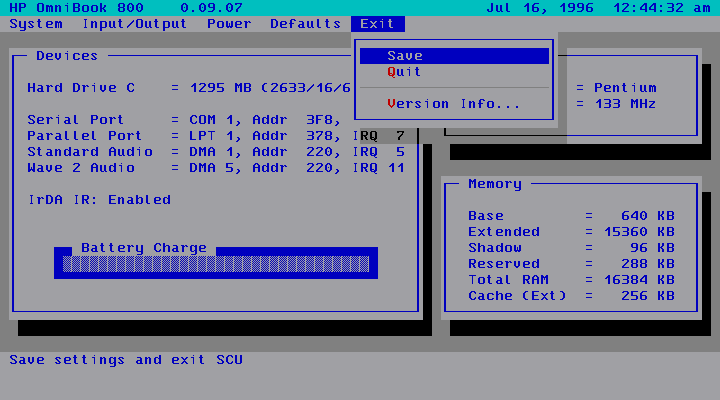 HP OmniBook 800    0.09.07    Jul 16, 1996  12:44:32 am
System  Input/Output  Power  Defaults  Exit
Save
Quit
Version Info...
Devices
Hard Drive C    = 1295 MB (2633/16/6
Serial Port     = COM 1, Addr  3F8,
Parallel Port   = LPT 1, Addr  378, IRQ  7
Standard Audio  = DMA 1, Addr  220, IRQ  5
Wave 2 Audio    = DMA 5, Addr  220, IRQ 11
IrDA IR: Enabled
Battery Charge
= Pentium
= 133 MHz
Memory
Base         =   640 KB
Extended     = 15360 KB
Shadow       =    96 KB
Reserved     =   288 KB
Total RAM    = 16384 KB
Cache (Ext)  =   256 KB
Save settings and exit SCU